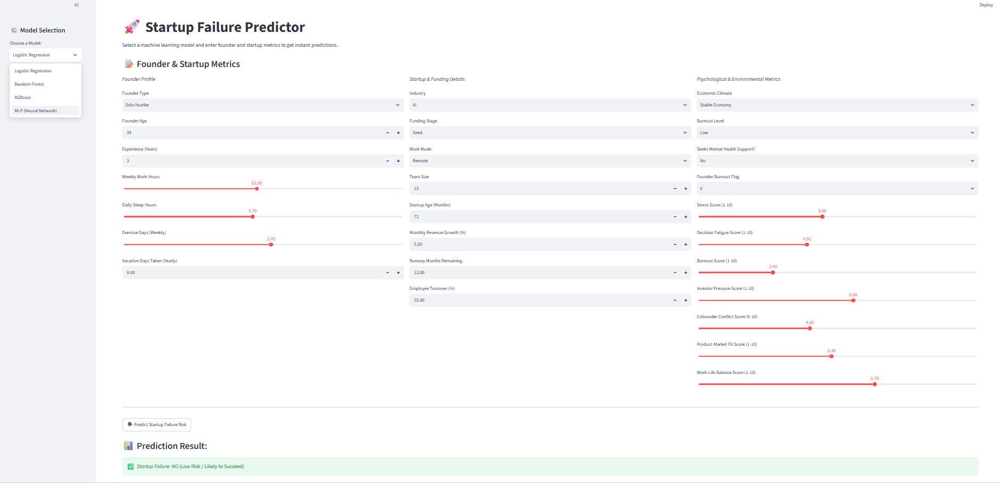 Deploy
Model Selection
Choose a Model:
Logistic Regression
Logistic Regression
Random Forest
XGBoost
MLP (Neural Network)
Startup Failure Predictor
Select a machine learning model and enter founder and startup metrics to get instant predictions.
Founder & Startup Metrics
Founder Profile
Founder Type
Solo Hustler
Founder Age
34
Experience (Years)
3
Weekly Work Hours
63.00
Daily Sleep Hours
5.70
Exercise Days (Weekly)
3.70
Vacation Days Taken (Yearly)
9.00
Startup & Funding Details
Industry
AI
Funding Stage
Seed
Work Mode
Remote
Team Size
15
Startup Age (Months)
72
Monthly Revenue Growth (%)
5.50
Runway Months Remaining
12.00
Employee Turnover (%)
35.00
Psychological & Environmental Metrics
Economic Climate
Stable Economy
Burnout Level
Low
Seeks Mental Health Support?
No
Founder Burnout Flag
0
Stress Score (1-10)
5.00
Decision Fatigue Score (1-10)
4.50
Burnout Score (1-10)
3.40
Investor Pressure Score (1-10)
6.00
Cofounder Conflict Score (0-10)
4.00
Product-Market Fit Score (1-10)
5.30
Work-Life Balance Score (1-10)
6.70
Predict Startup Failure Risk
Prediction Result:
Startup Failure: NO (Low Risk / Likely to Succeed)